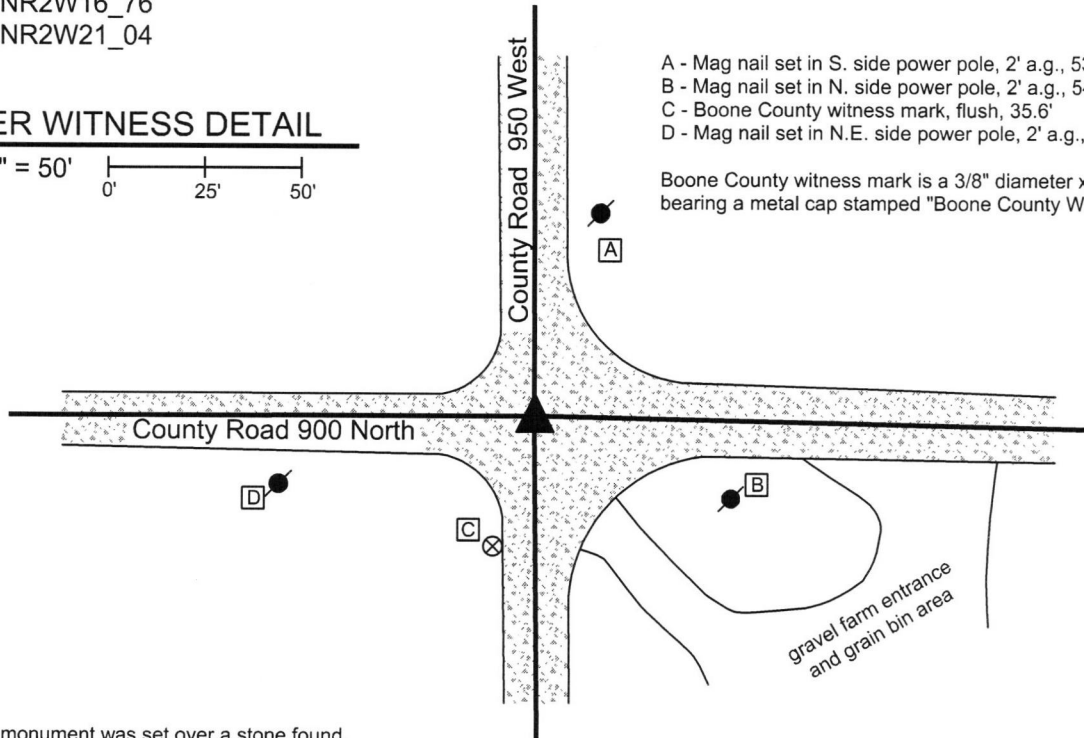 NR2W16_76
NR2W21_04
ER WITNESS DETAIL
" = 50'
0' 25' 50'
A - Mag nail set in S. side power pole, 2' a.g.,
B - Mag nail set in N. side power pole, 2' a.g.,
C - Boone County witness mark, flush, 35.6'
D - Mag nail set in N.E. side power pole, 2' a.g.,
Boone County witness mark is a 3/8" diameter x
bearing a metal cap stamped "Boone County W
County Road 950 West
A
County Road 900 North
D
C
B
gravel farm entrance
and grain bin area
monument was set over a stone found